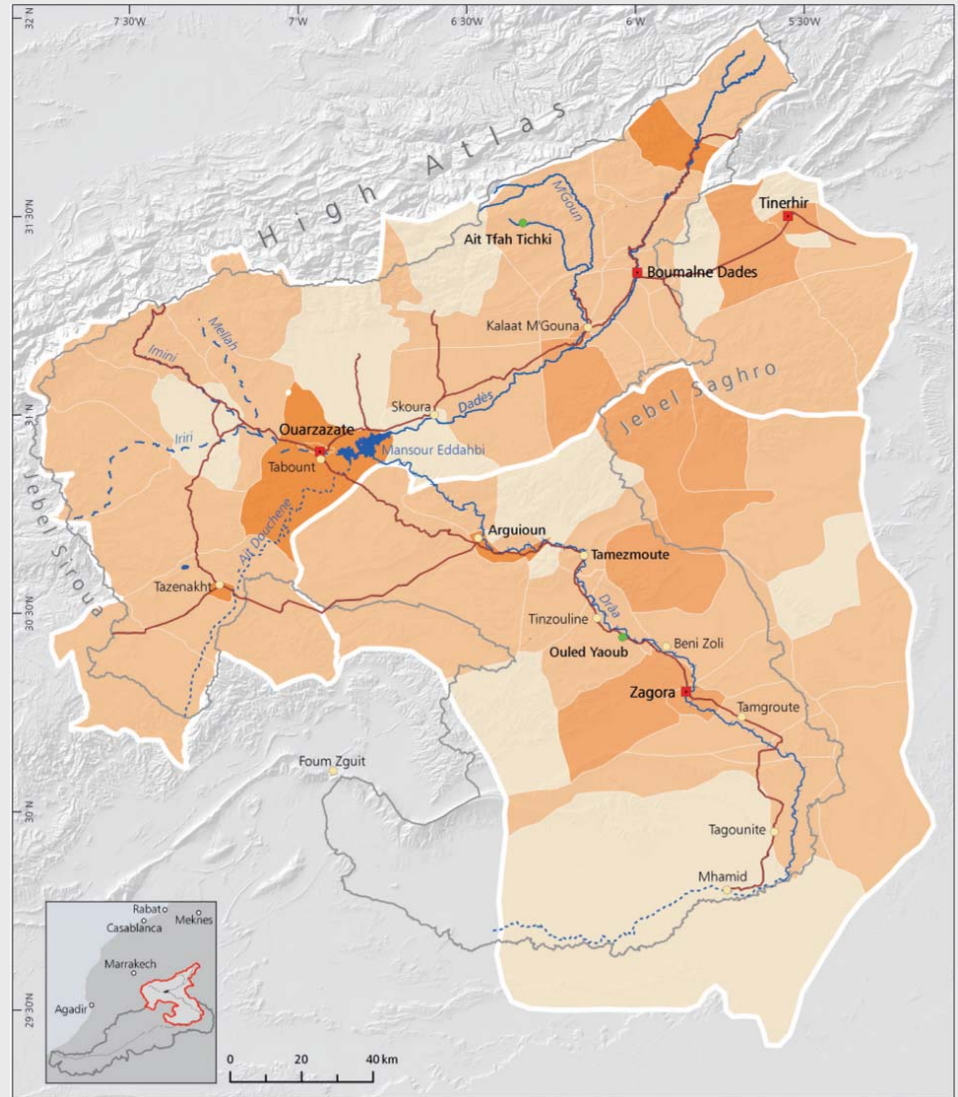 7°30'W
7°0'W
6°30'W
6°0'W
5°30'W
32°N
31°30'N
31°N
30°30'N
30°N
29°30'N
High Atlas
M'Goun
Tinerhir
Ait Tfah Tichki
Boumalne Dades
Kalaat M'Gouna
Mellah
Imini
Jebel Saghro
Skoura
Dadès
Ouarzazate
Iriri
Mansour Eddahbi
Tabount
Jebel Siroua
Ait Douchene
Arguioun
Tamezmoute
Tazenakht
Drâa
Tinzouline
Beni Zoli
Ouled Yaoub
Zagora
Tamgroute
Foum Zguit
Tagounite
Mhamid
Rabat
Meknes
Casablanca
Marrakech
Agadir
0 20 40 km